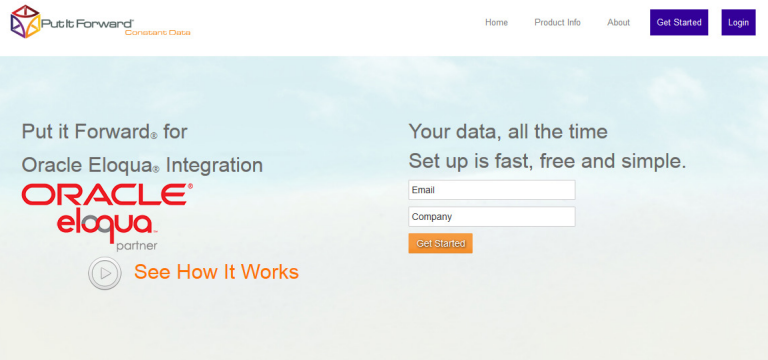 Put It Forward®
Constant Data
Home
Product Info
About
Get Started
Login
Put it Forward® for
Oracle Eloqua® Integration
ORACLE®
eloqua™
partner
See How It Works
Your data, all the time
Set up is fast, free and simple.
Email
Company
Get Started